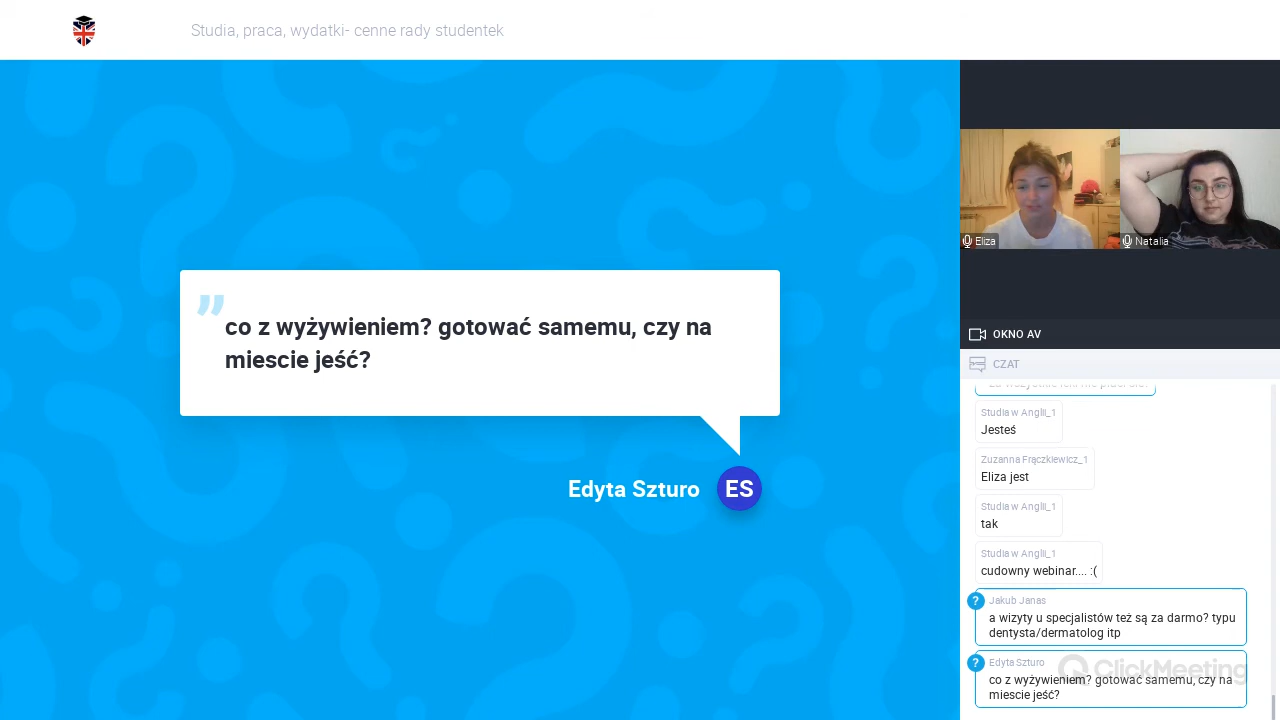 Studia, praca, wydatki- cenne rady studentek
co z wyżywieniem? gotować samemu, czy na
miescie jeść?
Edyta Szturo
ES
Eliza
Natalia
OKNO AV
CZAT
Studia w Anglii_1
Jesteś
Zuzanna Frączkiewicz_1
Eliza jest
Studia w Anglii_1
tak
Studia w Anglii_1
cudowny webinar.... :(
?
Jakub Janas
a wizyty u specjalistów też są za darmo? typu
dentysta/dermatolog itp
?
Edyta Szturo
co z wyżywieniem? gotować samemu, czy na
miescie jeść?
ClickMeeting